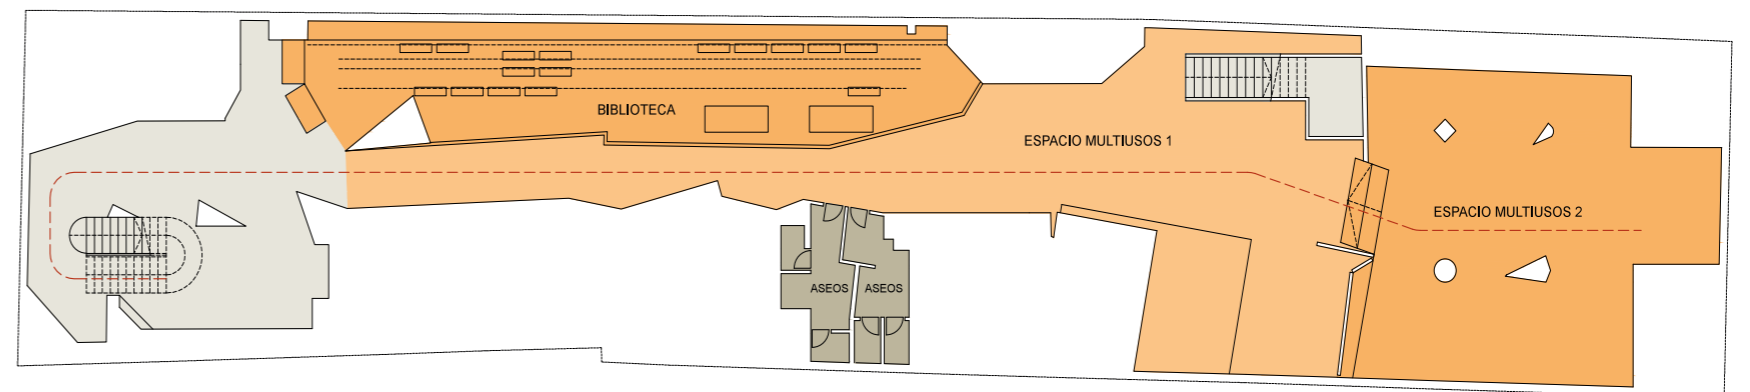 BIBLIOTECA
ESPACIO MULTIUSOS 1
ESPACIO MULTIUSOS 2
ASEOS
ASEOS